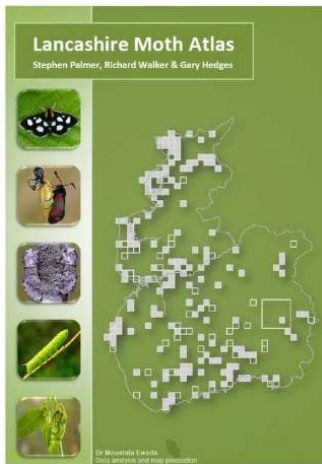 Lancashire Moth Atlas
Stephen Palmer, Richard Walker & Gary Hedges
Dr Moustafa Eweda
Data analysis and map production